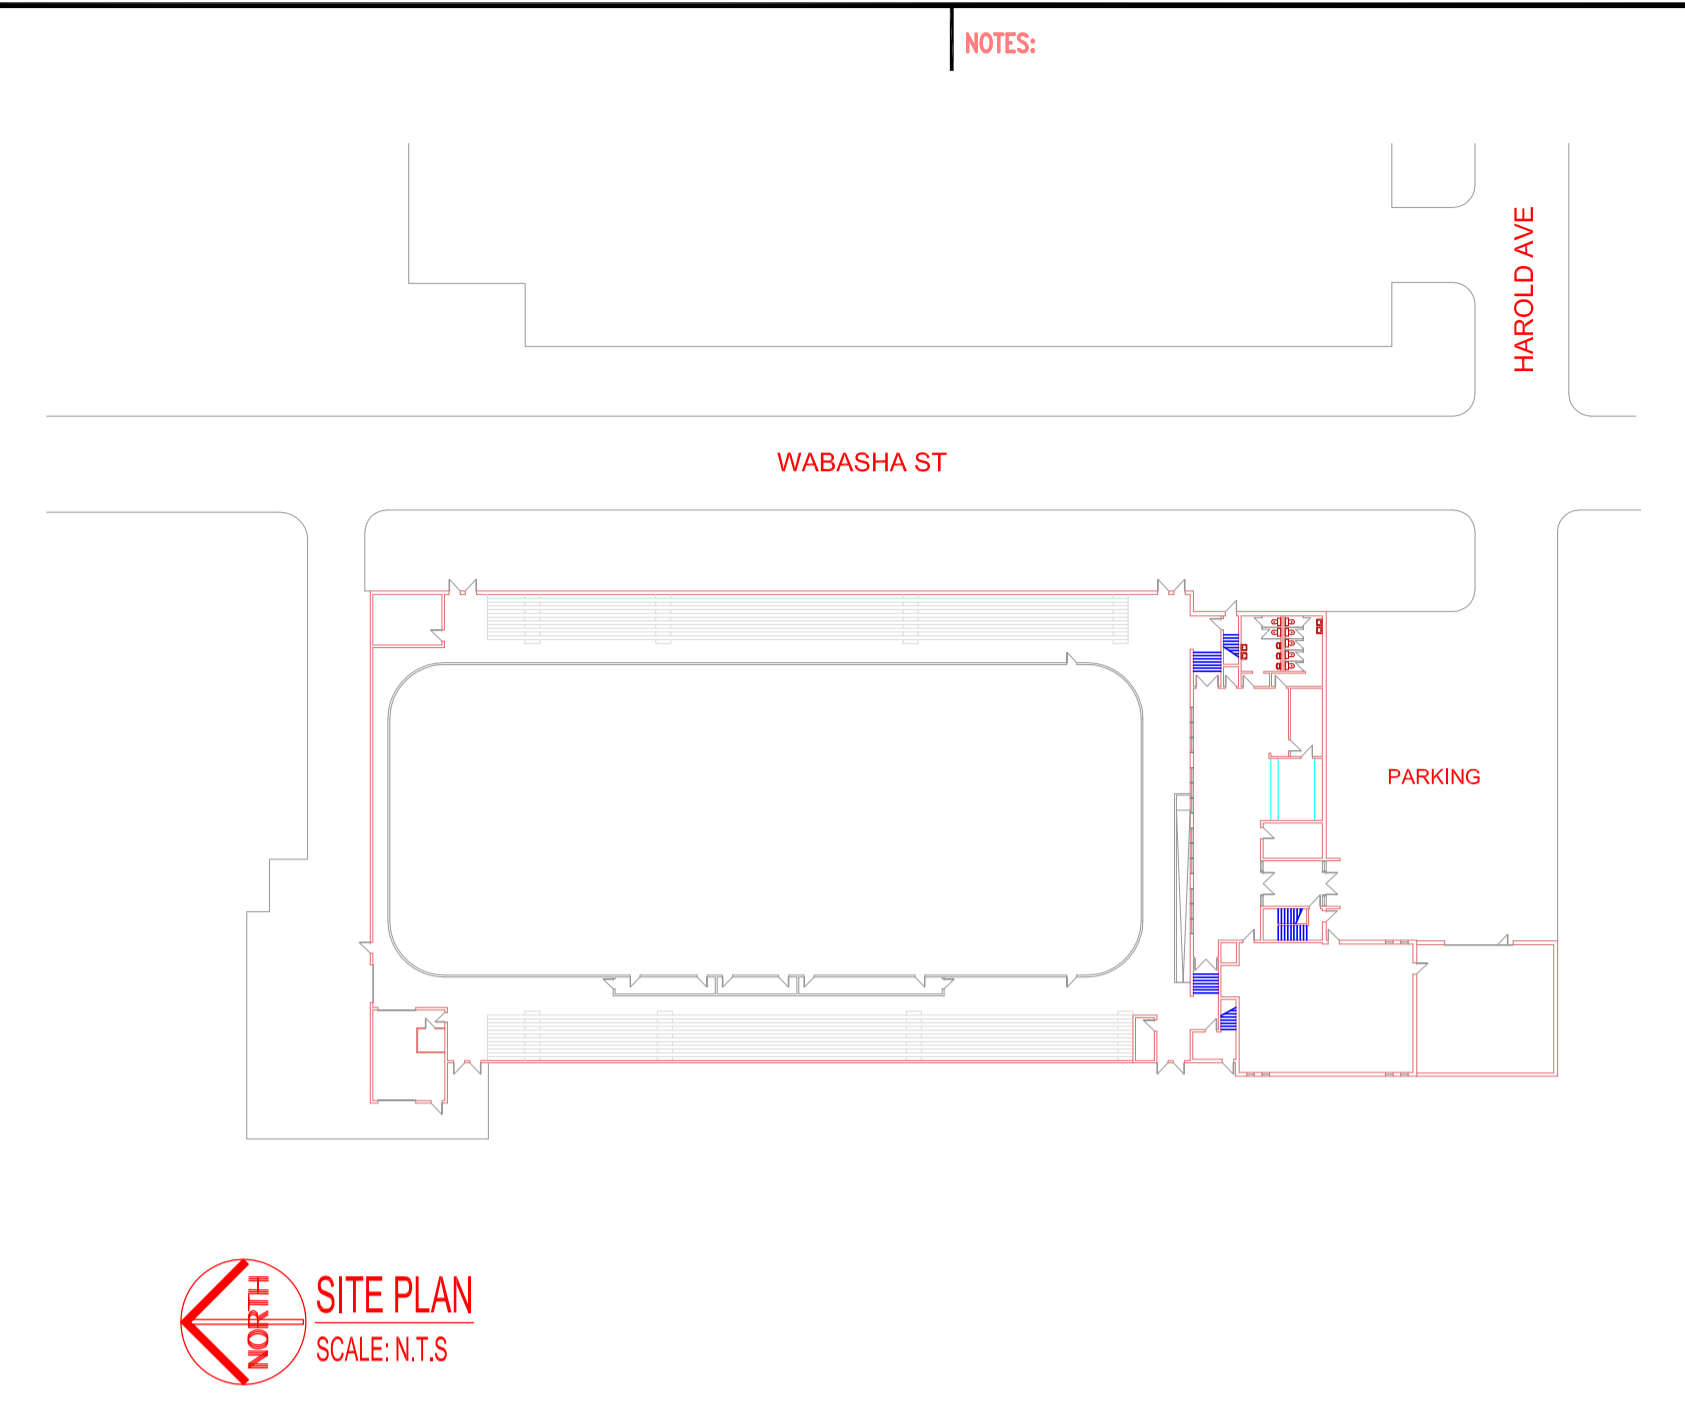 NOTES:
HAROLD AVE
WABASHA ST
PARKING
NORTH
SITE PLAN
SCALE: N.T.S